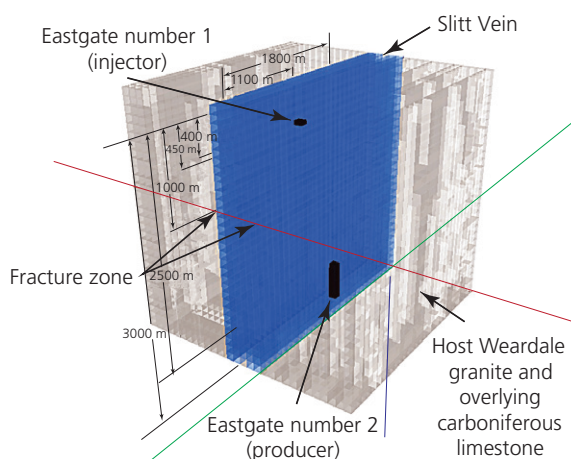 Slitt Vein
Eastgate number 1
(injector)
1800 m
1100 m
400 m
450 m
1000 m
Fracture zone
2500 m
3000 m
Eastgate number 2
(producer)
Host Weardale
granite and
overlying
carboniferous
limestone